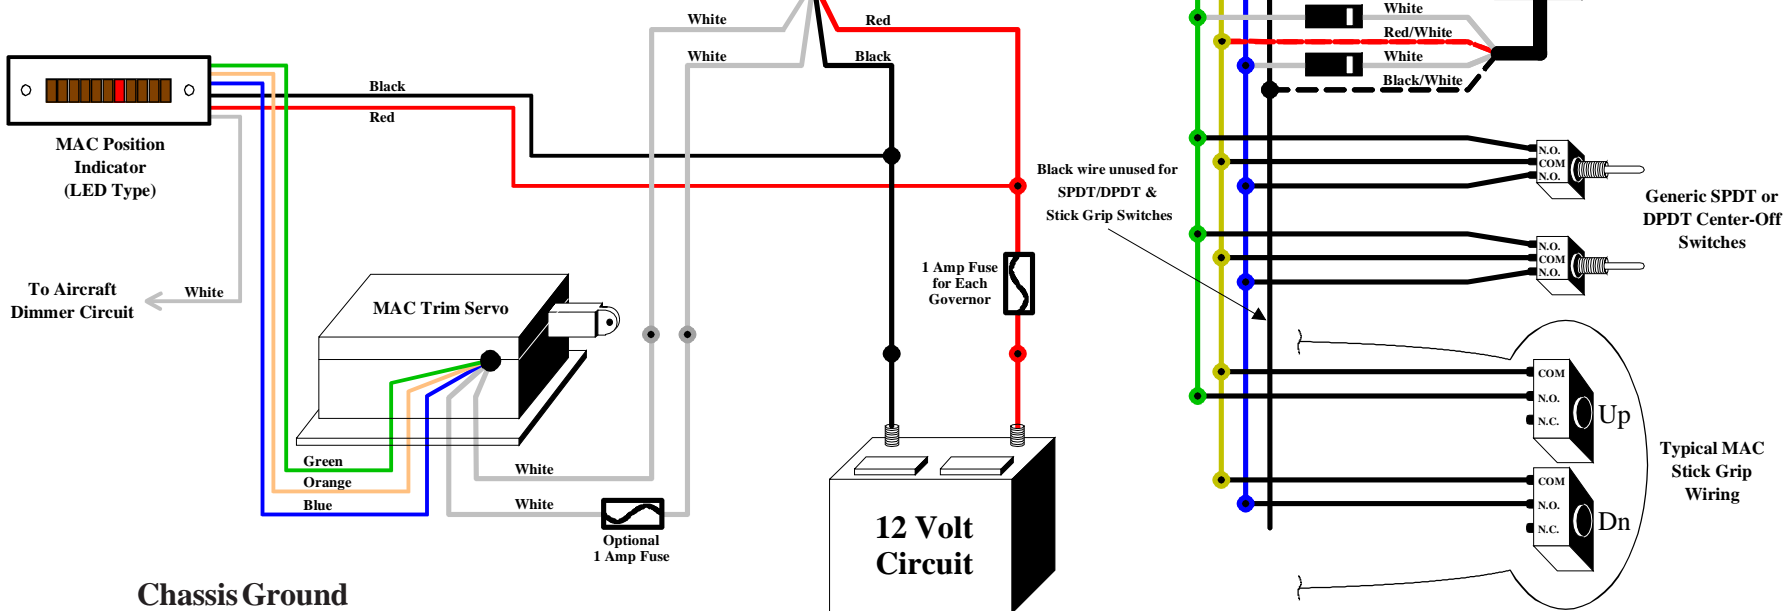 White
White
Red
Black
White
Red/White
White
Black/White
Black
Red
MAC Position
Indicator
(LED Type)
To Aircraft
Dimmer Circuit
White
MAC Trim Servo
Green
Orange
Blue
White
White
Optional
1 Amp Fuse
1 Amp Fuse
for Each
Governor
12 Volt
Circuit
Chassis Ground
Black wire unused for
SPDT/DPDT &
Stick Grip Switches
N.O.
COM
N.O.
N.O.
COM
N.O.
Generic SPDT or
DPDT Center-Off
Switches
COM
N.O.
N.C.
Up
COM
N.O.
N.C.
Dn
Typical MAC
Stick Grip
Wiring